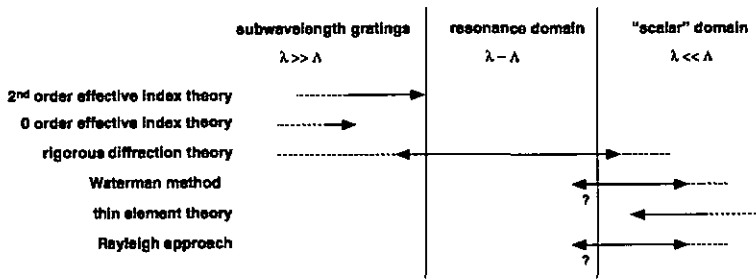 subwavelength gratings resonance domain "scalar" domain
λ >> Λ λ ~ Λ λ << Λ
2nd order effective index theory
0 order effective index theory
rigorous diffraction theory
Waterman method
?
thin element theory
Rayleigh approach
?